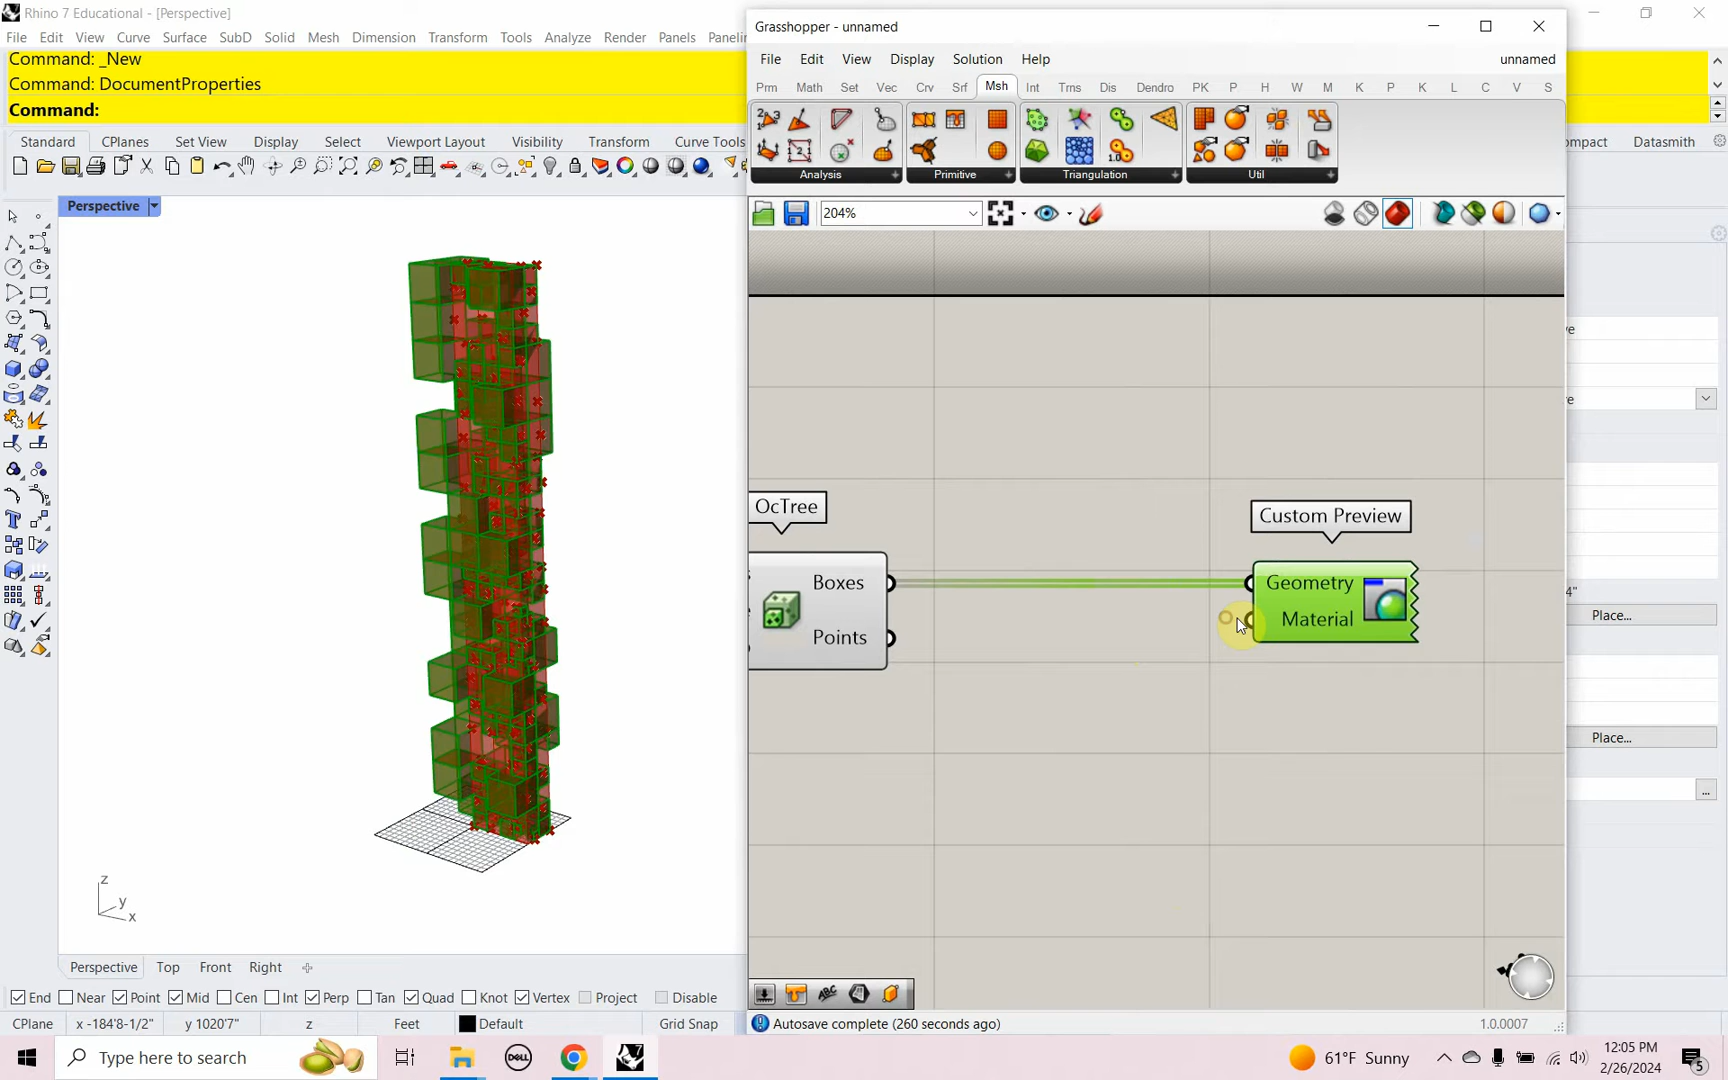 Rhino 7 Educational - [Perspective]
File Edit View Curve Surface SubD Solid Mesh Dimension Transform Tools Analyze Render Panels
Command: _New
Command: DocumentProperties
Command:
Standard CPlanes Set View Display Select Viewport Layout Visibility Transform Curve Tools
Perspective
z
y
x
Perspective Top Front Right
End Near Point Mid Cen Int Perp Tan Quad Knot Vertex Project Disable
CPlane x -184'8-1/2" y 1020'7" z Feet Default Grid Snap
Grasshopper - unnamed
File Edit View Display Solution Help unnamed
Prm Math Set Vec Crv Srf Msh Int Trns Dis Dendro PK P H W M K P K L C V S
Analysis Primitive Triangulation Util
204%
OcTree
Boxes
Points
Custom Preview
Geometry
Material
Autosave complete (260 seconds ago) 1.0.0007
Datasmith
Place...
Place...
...
Type here to search
DELL
61°F Sunny
12:05 PM
2/26/2024
5